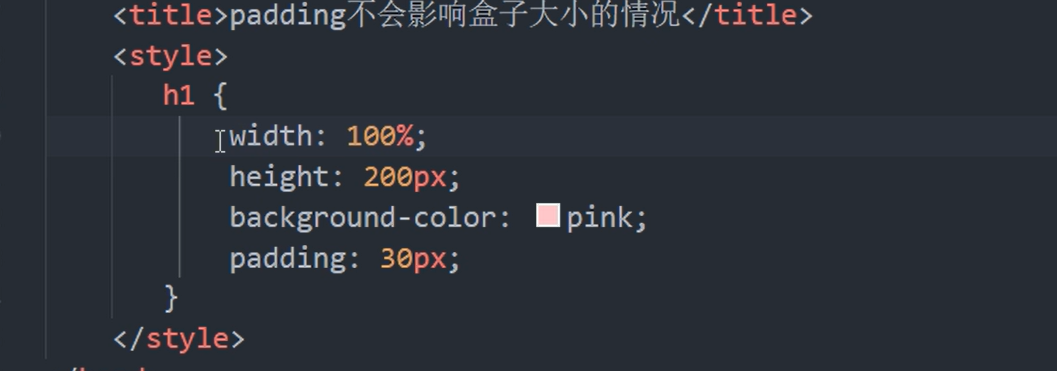 <title>padding不会影响盒子大小的情况</title>
<style>
h1 {
width: 100%;
height: 200px;
background-color: pink;
padding: 30px;
}
</style>